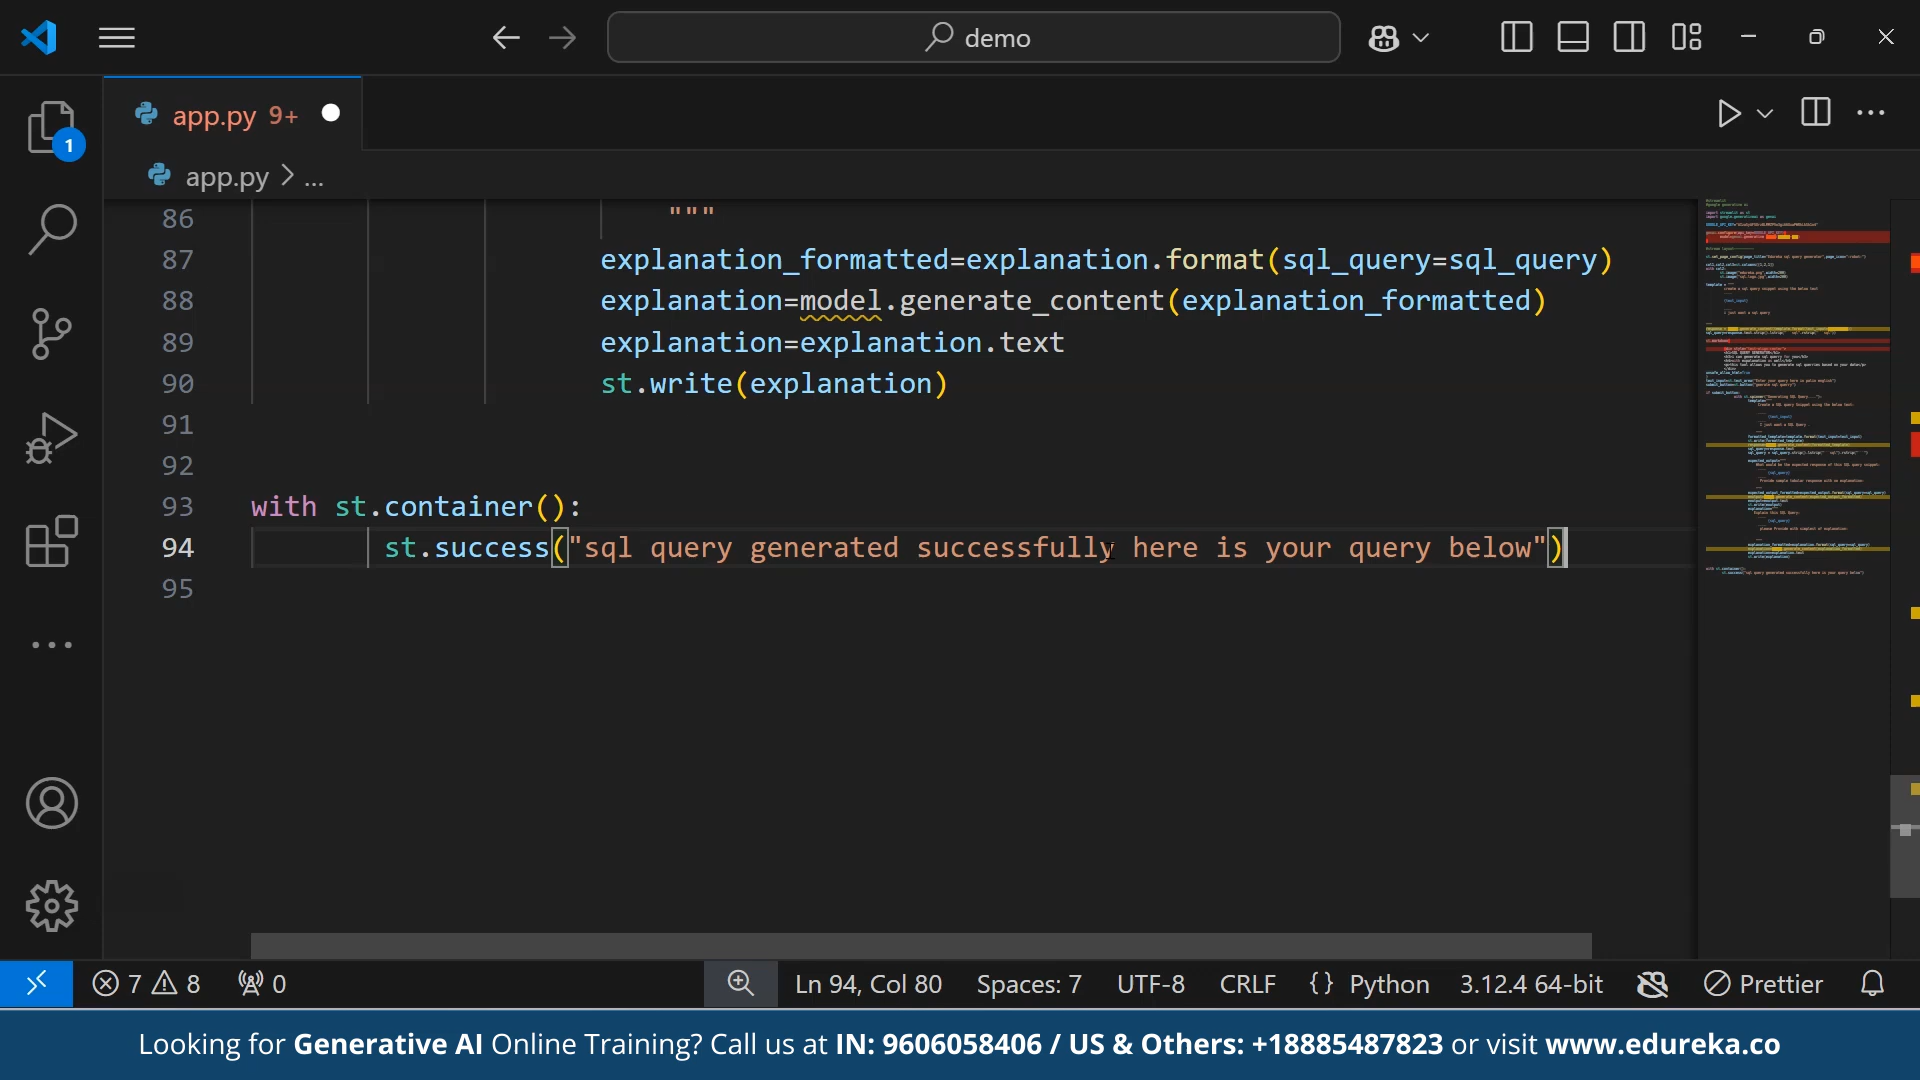 demo
app.py 9+
1
app.py > ...
86 """
87 explanation_formatted=explanation.format(sql_query=sql_query)
88 explanation=model.generate_content(explanation_formatted)
89 explanation=explanation.text
90 st.write(explanation)
91
92
93 with st.container():
94 st.success("sql query generated successfully here is your query below")
95
7 8 0 Ln 94, Col 80 Spaces: 7 UTF-8 CRLF {} Python 3.12.4 64-bit Prettier
Looking for Generative AI Online Training? Call us at IN: 9606058406 / US & Others: +18885487823 or visit www.edureka.co